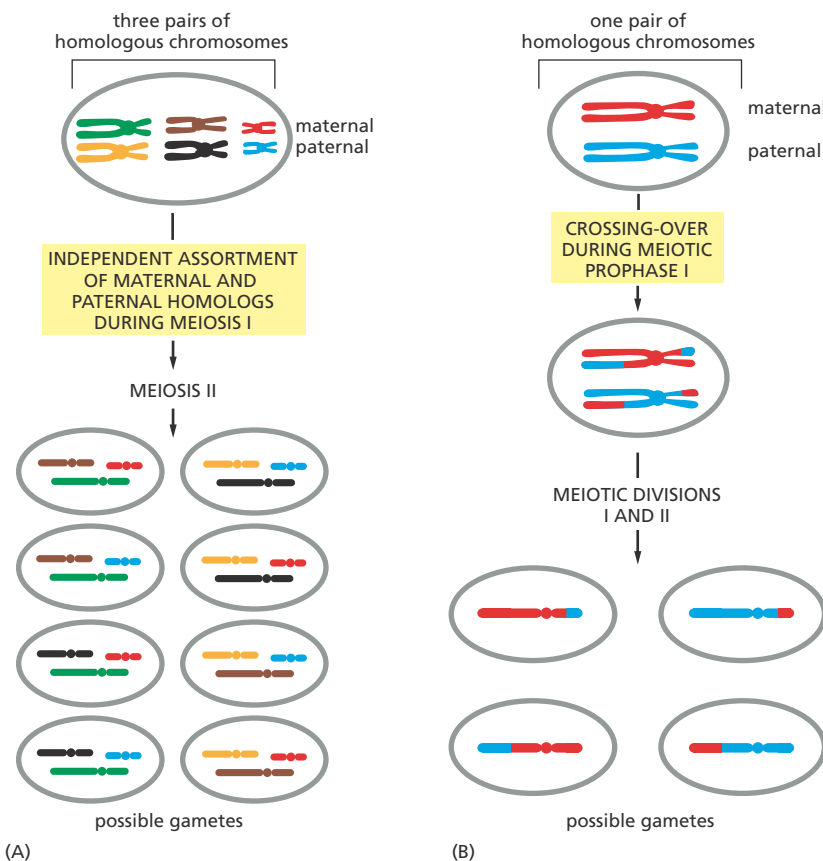 three pairs of
homologous chromosomes
maternal
paternal
INDEPENDENT ASSORTMENT
OF MATERNAL AND
PATERNAL HOMOLOGS
DURING MEIOSIS I
MEIOSIS II
possible gametes
(A)
one pair of
homologous chromosomes
maternal
paternal
CROSSING-OVER
DURING MEIOTIC
PROPHASE I
MEIOTIC DIVISIONS
I AND II
possible gametes
(B)